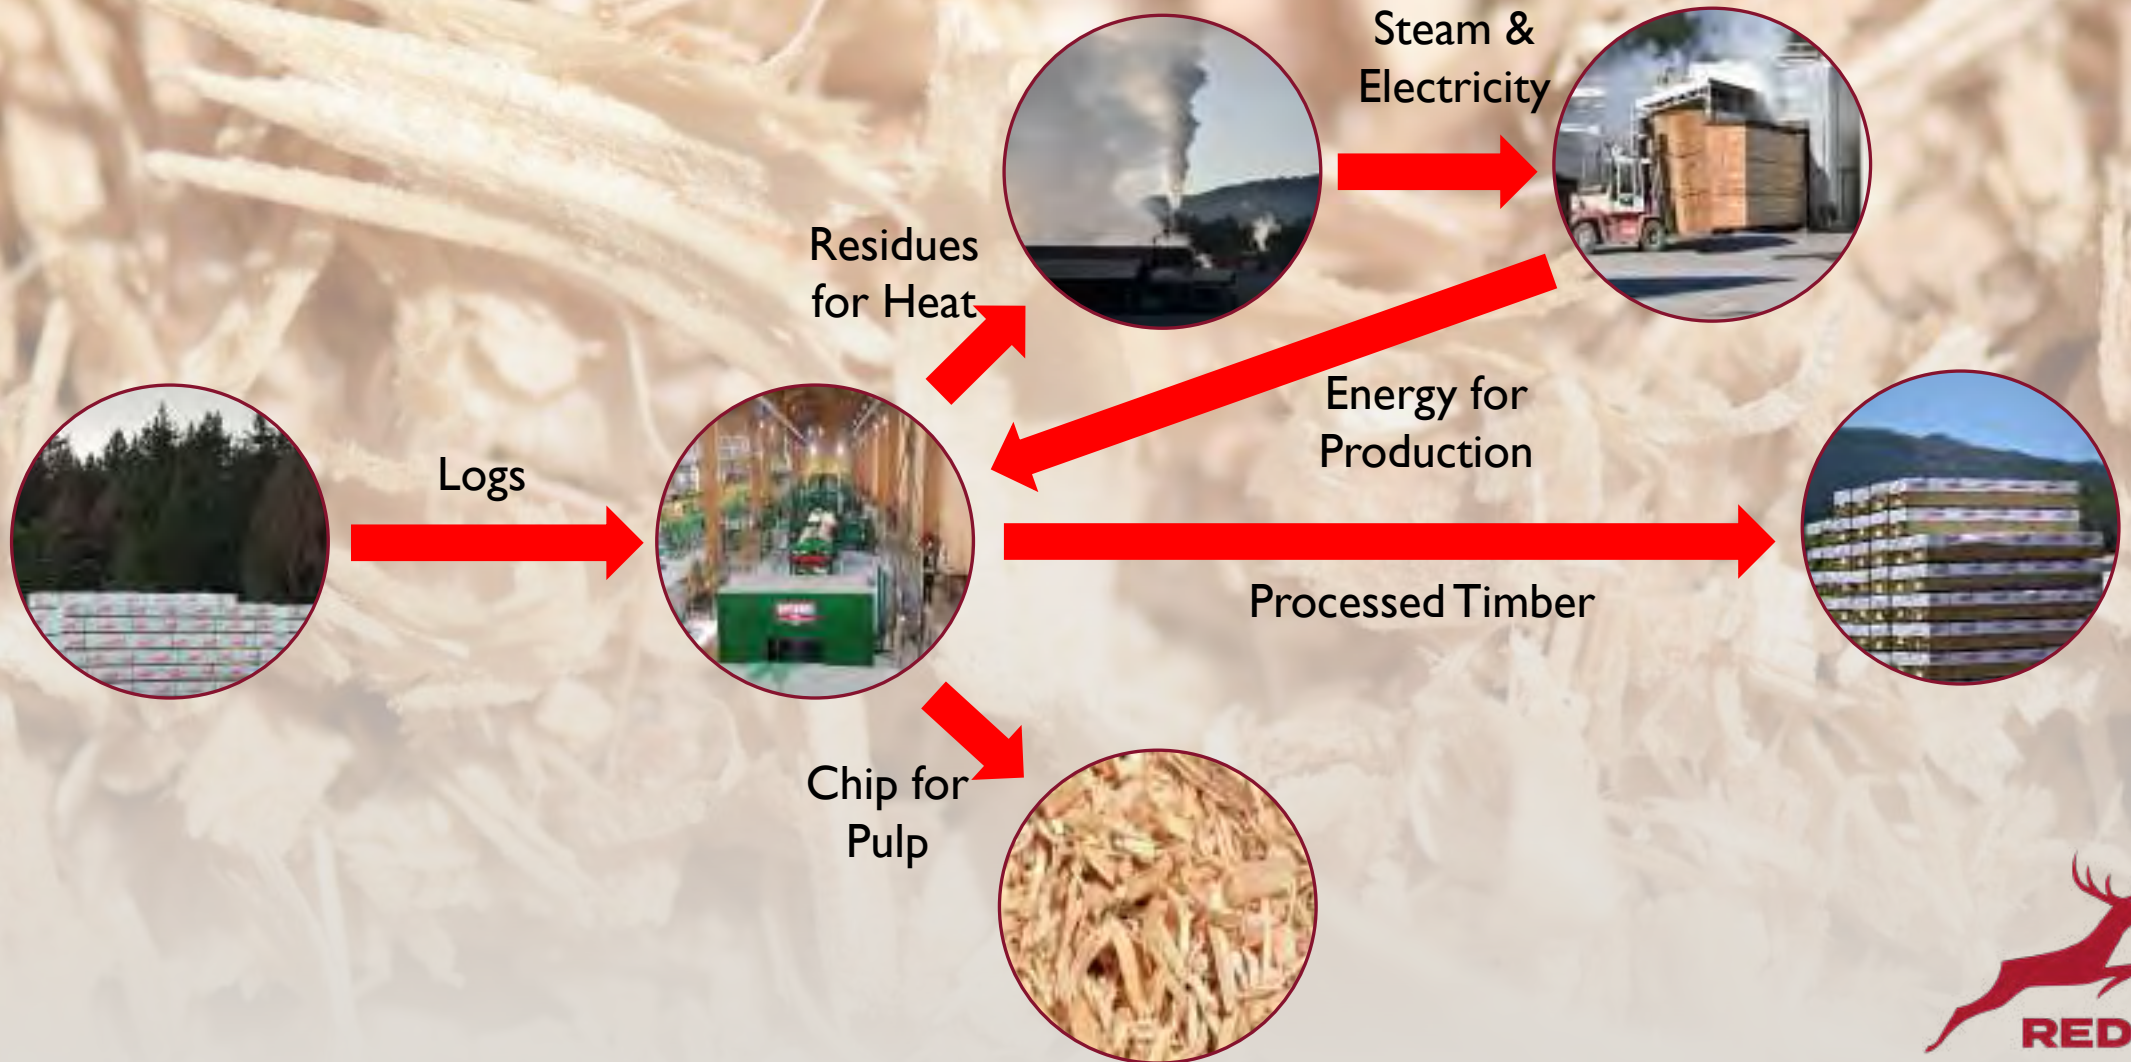 Steam &
Electricity
Residues
for Heat
Energy for
Production
Logs
Processed Timber
Chip for
Pulp
RED